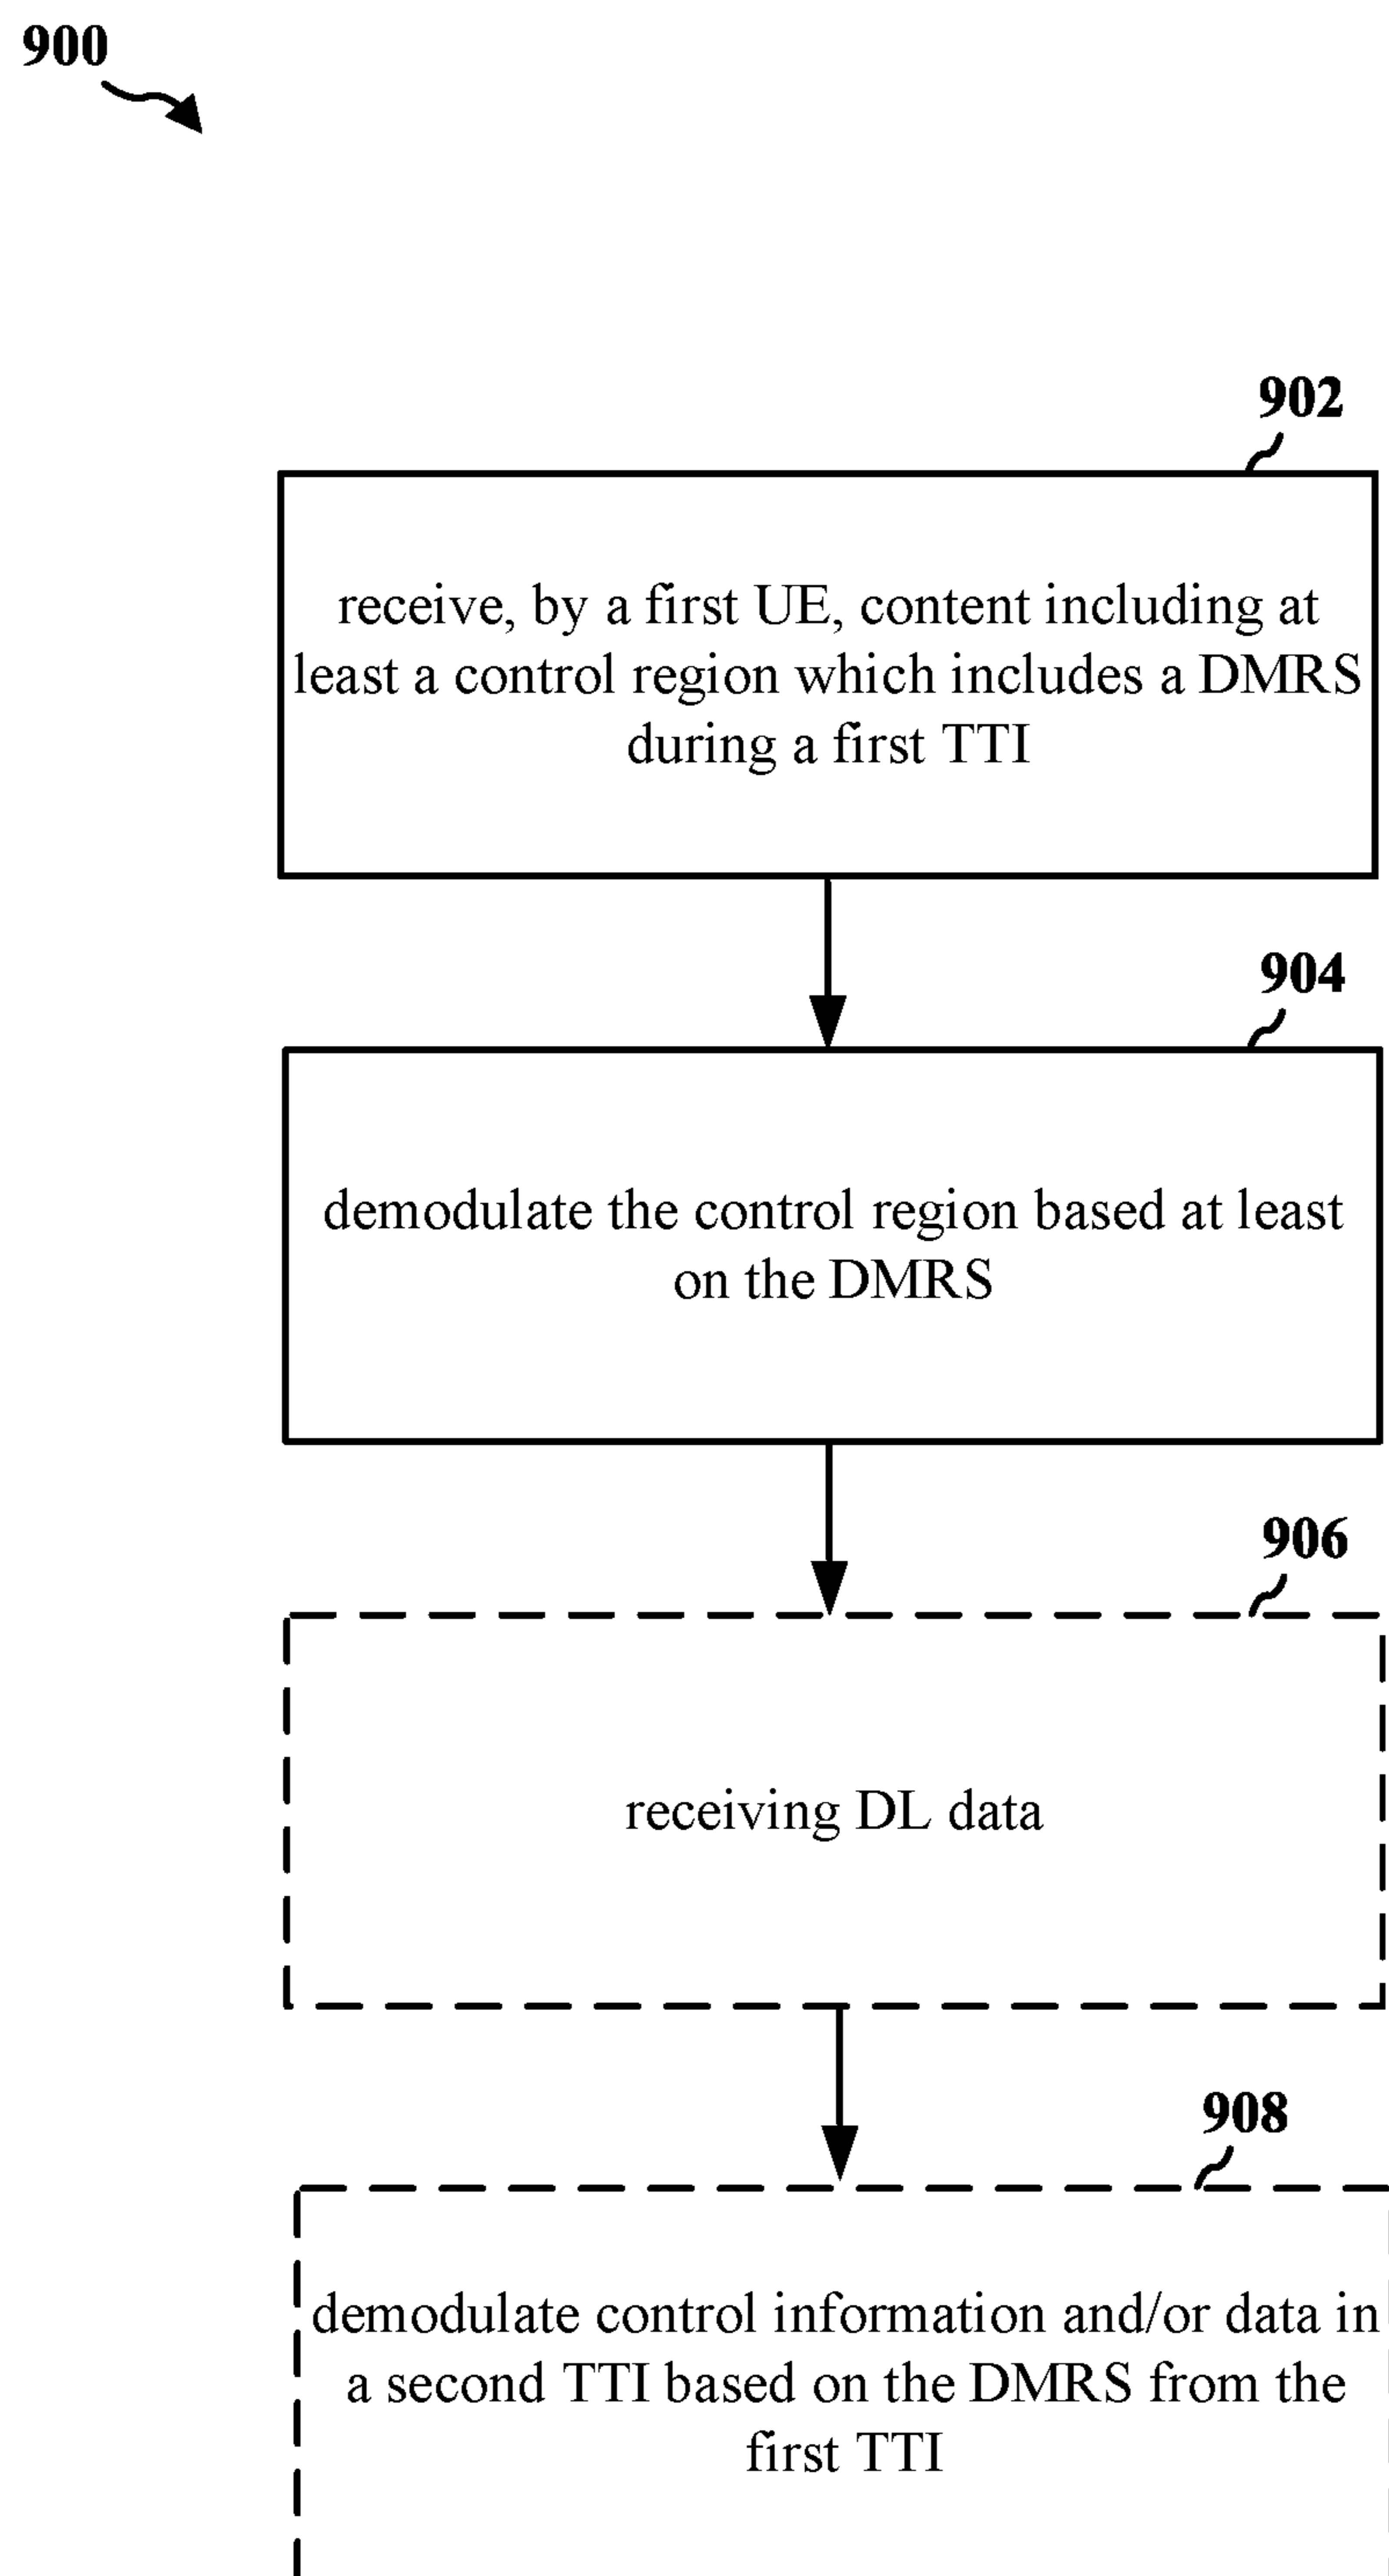 900
902
receive, by a first UE, content including at
least a control region which includes a DMRS
during a first TTI
904
demodulate the control region based at least
on the DMRS
906
receiving DL data
908
demodulate control information and/or data in
a second TTI based on the DMRS from the
first TTI